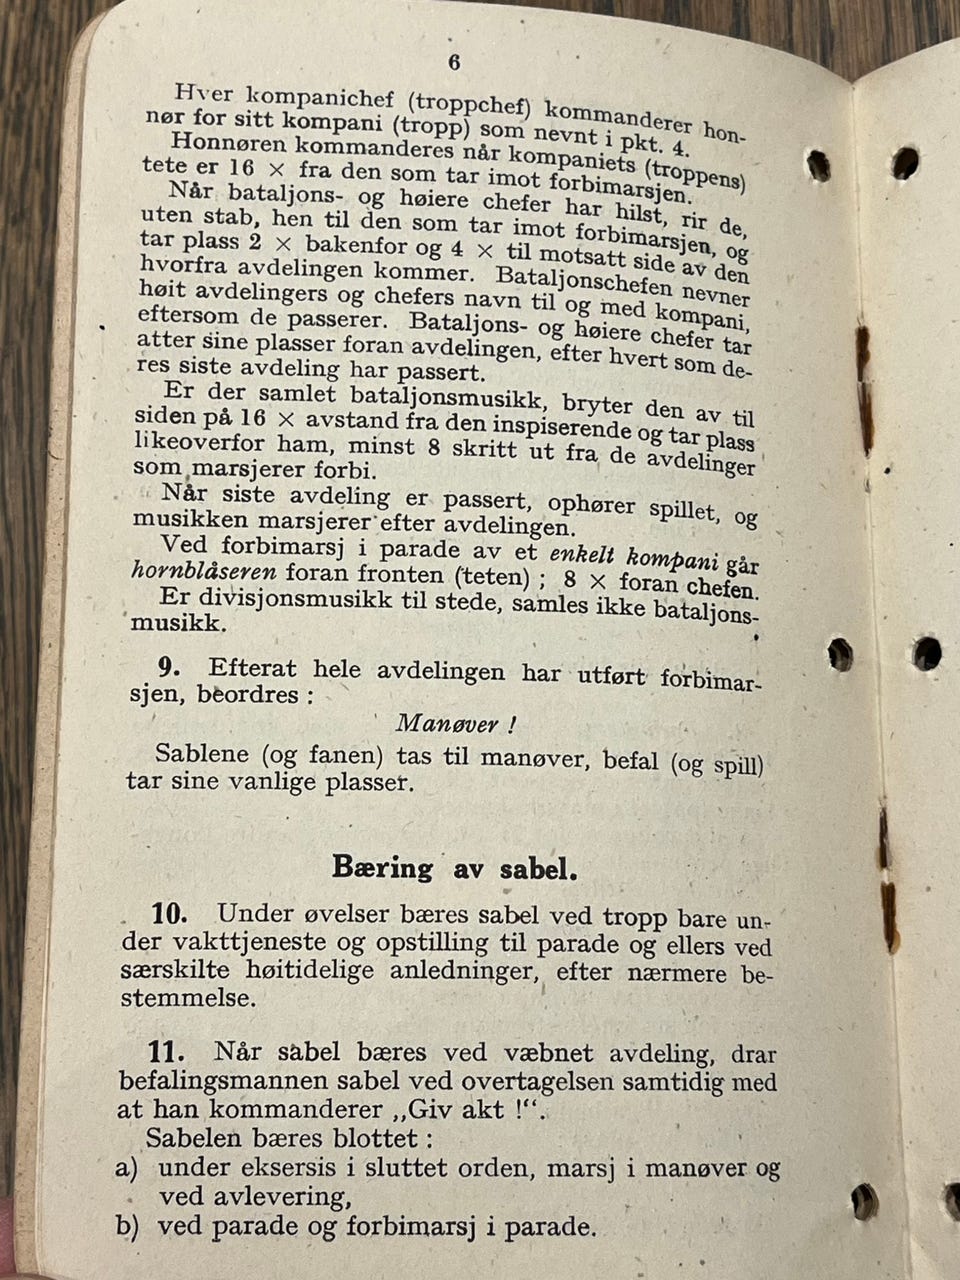 6
Hver kompanichef (troppchef) kommanderer hon-
nør for sitt kompani (tropp) som nevnt i pkt. 4.
Honnøren kommanderes når kompaniets (troppens)
tete er 16 × fra den som tar imot forbimarsjen.
Når bataljons- og høiere chefer har hilst, rir de,
uten stab, hen til den som tar imot forbimarsjen, og
tar plass 2 × bakenfor og 4 × til motsatt side av den
hvorfra avdelingen kommer. Bataljonschefen nevner
høit avdelingers og chefers navn til og med kompani,
eftersom de passerer. Bataljons- og høiere chefer tar
atter sine plasser foran avdelingen, efter hvert som de-
res siste avdeling har passert.
Er der samlet bataljonsmusikk, bryter den av til
siden på 16 × avstand fra den inspiserende og tar plass
likeoverfor ham, minst 8 skritt ut fra de avdelinger
som marsjerer forbi.
Når siste avdeling er passert, ophører spillet, og
musikken marsjerer efter avdelingen.
Ved forbimarsj i parade av et enkelt kompani går
hornblåseren foran fronten (teten) ; 8 × foran chefen.
Er divisjonsmusikk til stede, samles ikke bataljons-
musikk.
9. Efterat hele avdelingen har utført forbimar-
sjen, beordres :
Manøver !
Sablene (og fanen) tas til manøver, befal (og spill)
tar sine vanlige plasser.
Bæring av sabel.
10. Under øvelser bæres sabel ved tropp bare un-
der vakttjeneste og opstilling til parade og ellers ved
særskilte høitidelige anledninger, efter nærmere be-
stemmelse.
11. Når sabel bæres ved væbnet avdeling, drar
befalingsmannen sabel ved overtagelsen samtidig med
at han kommanderer „Giv akt !“.
Sabelen bæres blottet :
a) under eksersis i sluttet orden, marsj i manøver og
ved avlevering,
b) ved parade og forbimarsj i parade.